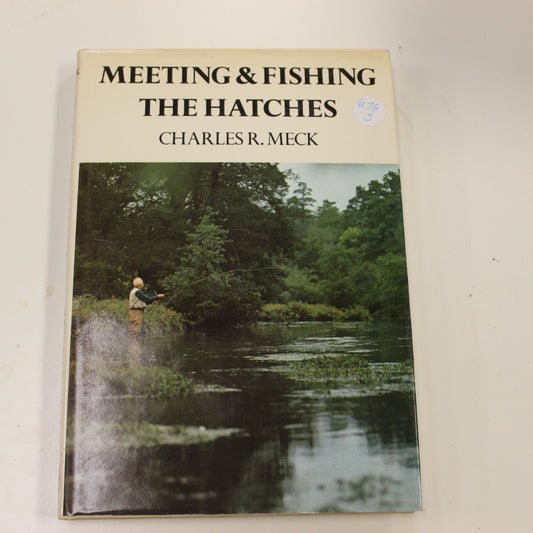 MEETING & FISHING
THE HATCHES
CHARLES R. MECK